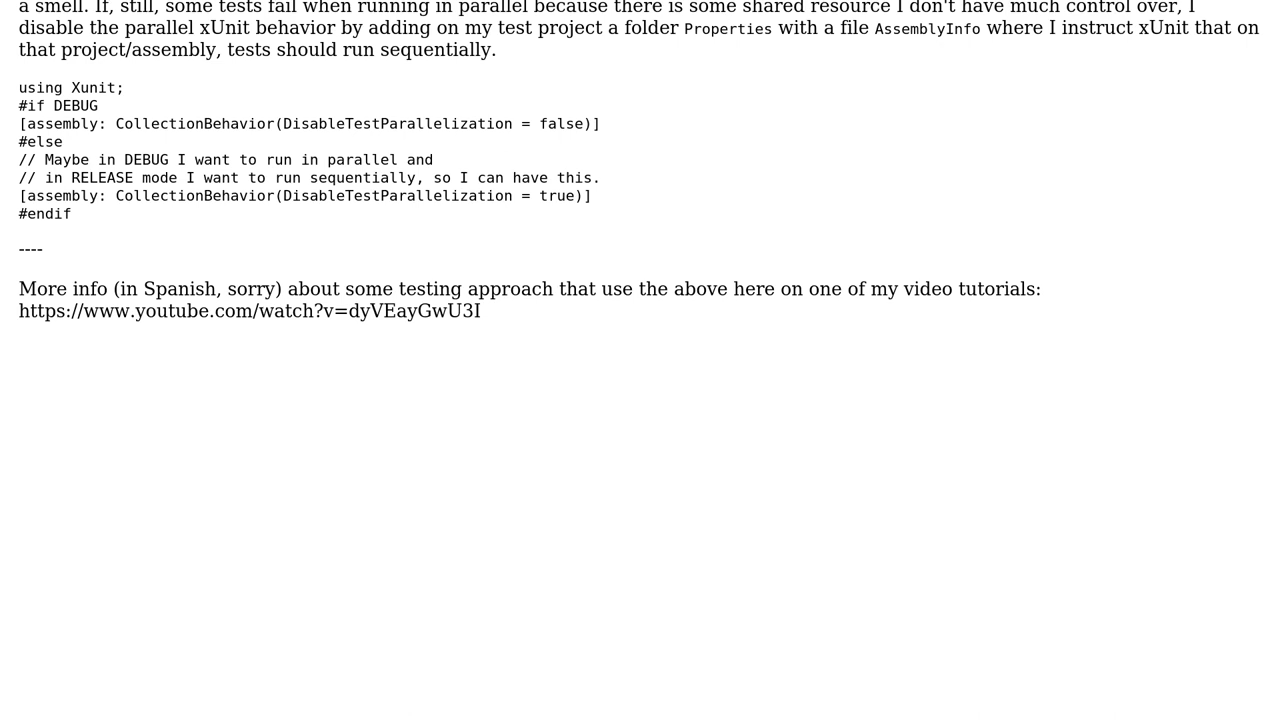 a smell. If, still, some tests fail when running in parallel because there is some shared resource I don't have much control over, I
disable the parallel xUnit behavior by adding on my test project a folder Properties with a file AssemblyInfo where I instruct xUnit that on
that project/assembly, tests should run sequentially.
using Xunit;
#if DEBUG
[assembly: CollectionBehavior(DisableTestParallelization = false)]
#else
// Maybe in DEBUG I want to run in parallel and
// in RELEASE mode I want to run sequentially, so I can have this.
[assembly: CollectionBehavior(DisableTestParallelization = true)]
#endif
----
More info (in Spanish, sorry) about some testing approach that use the above here on one of my video tutorials:
https://www.youtube.com/watch?v=dyVEayGwU3I